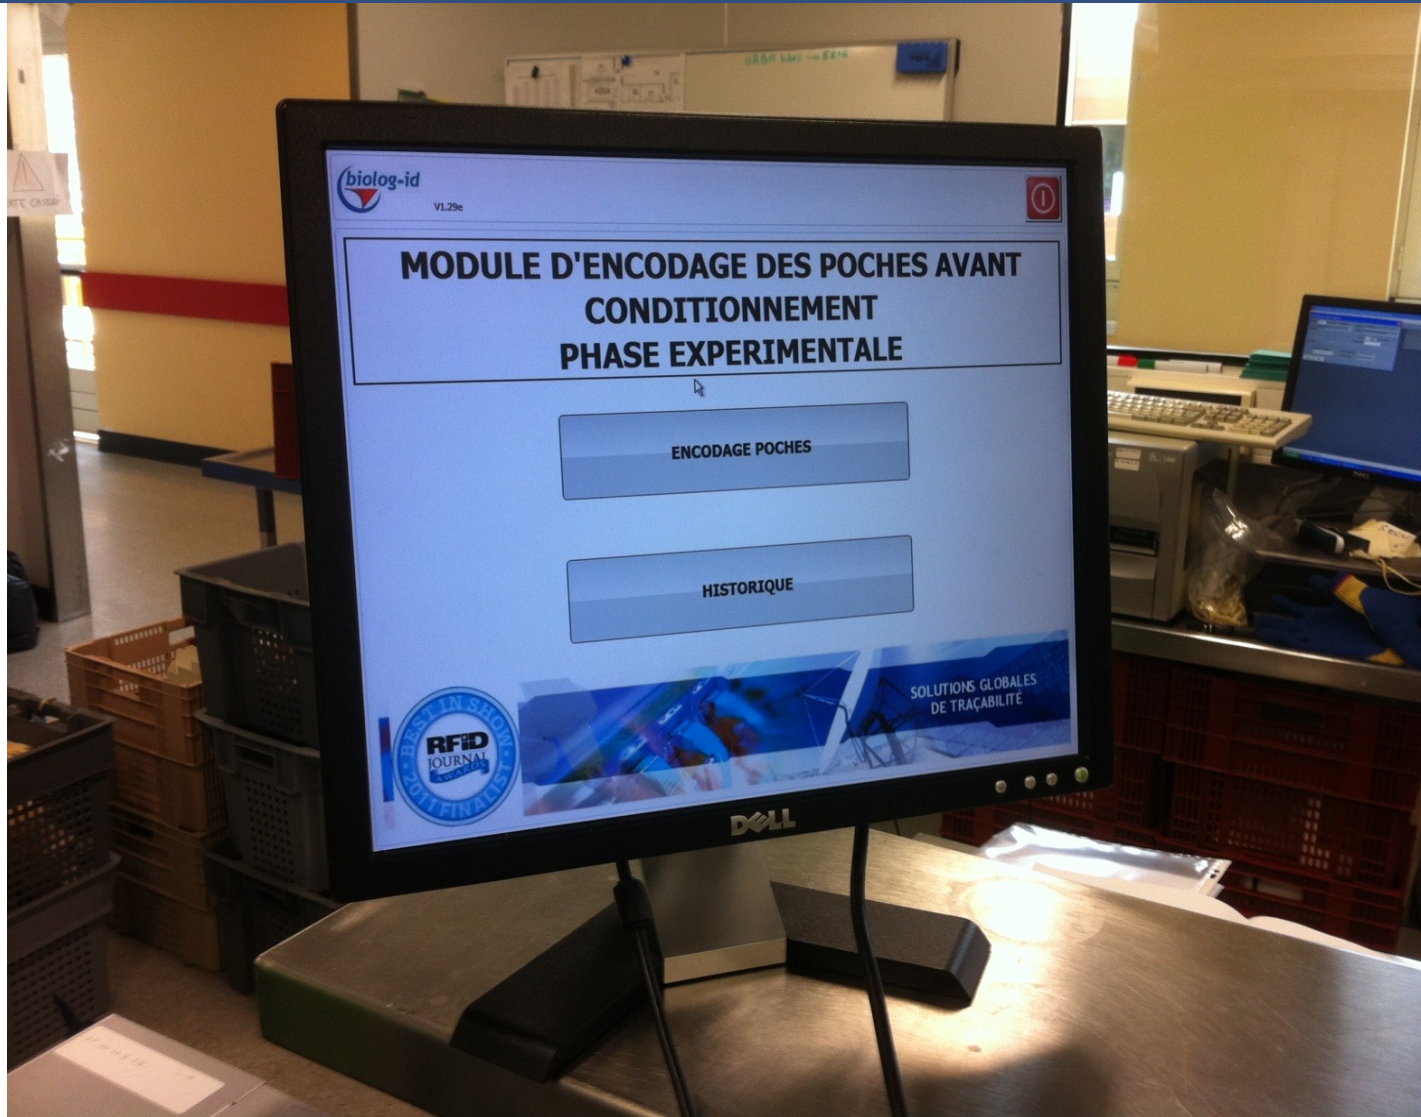 biolog-id
V1.29e
MODULE D'ENCODAGE DES POCHES AVANT
CONDITIONNEMENT
PHASE EXPERIMENTALE
ENCODAGE POCHES
HISTORIQUE
SOLUTIONS GLOBALES
DE TRAÇABILITÉ
BEST IN SHOW
RFiD
JOURNAL
AWARDS
2011 FINALIST
DELL